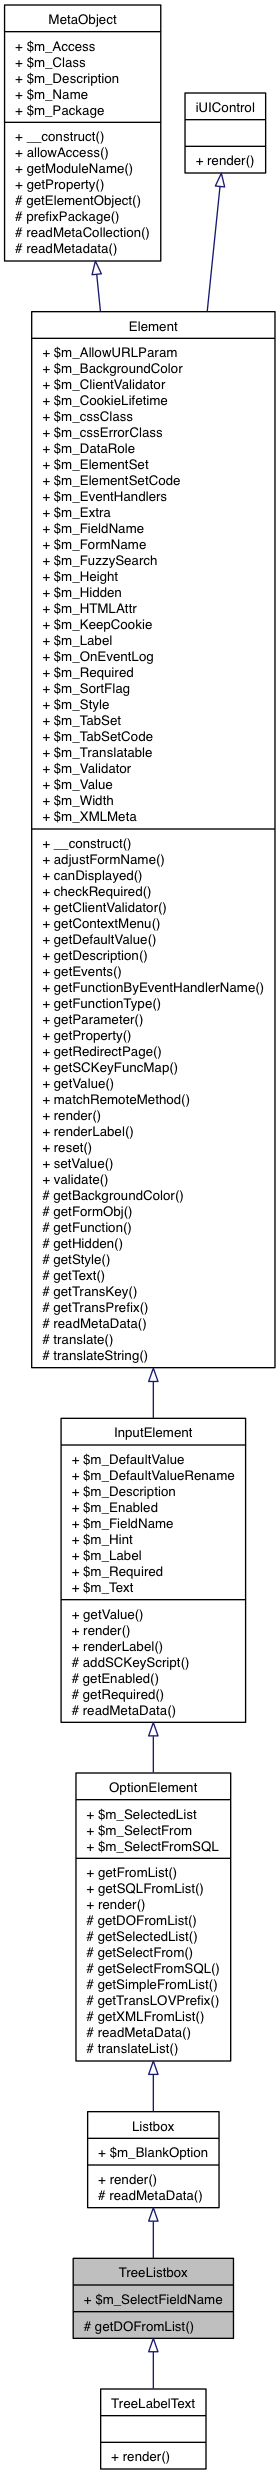 MetaObject
+ $m_Access
+ $m_Class
+ $m_Description
+ $m_Name
+ $m_Package
+ __construct()
+ allowAccess()
+ getModuleName()
+ getProperty()
# getElementObject()
# prefixPackage()
# readMetaCollection()
# readMetadata()
iUIControl
+ render()
Element
+ $m_AllowURLParam
+ $m_BackgroundColor
+ $m_ClientValidator
+ $m_CookieLifetime
+ $m_cssClass
+ $m_cssErrorClass
+ $m_DataRole
+ $m_ElementSet
+ $m_ElementSetCode
+ $m_EventHandlers
+ $m_Extra
+ $m_FieldName
+ $m_FormName
+ $m_FuzzySearch
+ $m_Height
+ $m_Hidden
+ $m_HTMLAttr
+ $m_KeepCookie
+ $m_Label
+ $m_OnEventLog
+ $m_Required
+ $m_SortFlag
+ $m_Style
+ $m_TabSet
+ $m_TabSetCode
+ $m_Translatable
+ $m_Validator
+ $m_Value
+ $m_Width
+ $m_XMLMeta
+ __construct()
+ adjustFormName()
+ canDisplayed()
+ checkRequired()
+ getClientValidator()
+ getContextMenu()
+ getDefaultValue()
+ getDescription()
+ getEvents()
+ getFunctionByEventHandlerName()
+ getFunctionType()
+ getParameter()
+ getProperty()
+ getRedirectPage()
+ getSCKeyFuncMap()
+ getValue()
+ matchRemoteMethod()
+ render()
+ renderLabel()
+ reset()
+ setValue()
+ validate()
# getBackgroundColor()
# getFormObj()
# getFunction()
# getHidden()
# getStyle()
# getText()
# getTransKey()
# getTransPrefix()
# readMetaData()
# translate()
# translateString()
InputElement
+ $m_DefaultValue
+ $m_DefaultValueRename
+ $m_Description
+ $m_Enabled
+ $m_FieldName
+ $m_Hint
+ $m_Label
+ $m_Required
+ $m_Text
+ getValue()
+ render()
+ renderLabel()
# addSCKeyScript()
# getEnabled()
# getRequired()
# readMetaData()
OptionElement
+ $m_SelectedList
+ $m_SelectFrom
+ $m_SelectFromSQL
+ getFromList()
+ getSQLFromList()
+ render()
# getDOFromList()
# getSelectedList()
# getSelectFrom()
# getSelectFromSQL()
# getSimpleFromList()
# getTransLOVPrefix()
# getXMLFromList()
# readMetaData()
# translateList()
Listbox
+ $m_BlankOption
+ render()
# readMetaData()
TreeListbox
+ $m_SelectFieldName
# getDOFromList()
TreeLabelText
+ render()